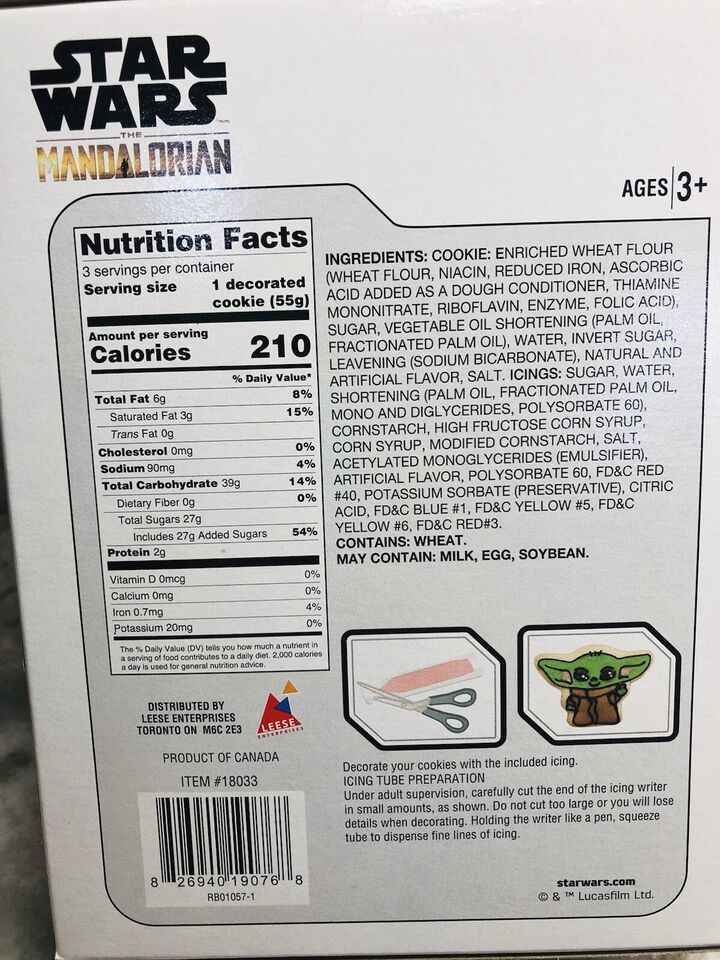 STAR
WARS
THE
MANDALORIAN
AGES 3+
Nutrition Facts
3 servings per container
Serving size 1 decorated
cookie (55g)
Amount per serving
Calories 210
% Daily Value*
Total Fat 6g 8%
Saturated Fat 3g 15%
Trans Fat 0g
Cholesterol 0mg 0%
Sodium 90mg 4%
Total Carbohydrate 39g 14%
Dietary Fiber 0g 0%
Total Sugars 27g
Includes 27g Added Sugars 54%
Protein 2g
Vitamin D 0mcg 0%
Calcium 0mg 0%
Iron 0.7mg 4%
Potassium 20mg 0%
The % Daily Value (DV) tells you how much a nutrient in
a serving of food contributes to a daily diet. 2,000 calories
a day is used for general nutrition advice.
INGREDIENTS: COOKIE: ENRICHED WHEAT FLOUR
(WHEAT FLOUR, NIACIN, REDUCED IRON, ASCORBIC
ACID ADDED AS A DOUGH CONDITIONER, THIAMINE
MONONITRATE, RIBOFLAVIN, ENZYME, FOLIC ACID),
SUGAR, VEGETABLE OIL SHORTENING (PALM OIL,
FRACTIONATED PALM OIL), WATER, INVERT SUGAR,
LEAVENING (SODIUM BICARBONATE), NATURAL AND
ARTIFICIAL FLAVOR, SALT. ICINGS: SUGAR, WATER,
SHORTENING (PALM OIL, FRACTIONATED PALM OIL,
MONO AND DIGLYCERIDES, POLYSORBATE 60),
CORNSTARCH, HIGH FRUCTOSE CORN SYRUP,
CORN SYRUP, MODIFIED CORNSTARCH, SALT,
ACETYLATED MONOGLYCERIDES (EMULSIFIER),
ARTIFICIAL FLAVOR, POLYSORBATE 60, FD&C RED
#40, POTASSIUM SORBATE (PRESERVATIVE), CITRIC
ACID, FD&C BLUE #1, FD&C YELLOW #5, FD&C
YELLOW #6, FD&C RED#3.
CONTAINS: WHEAT.
MAY CONTAIN: MILK, EGG, SOYBEAN.
DISTRIBUTED BY
LEESE ENTERPRISES
TORONTO ON M6C 2E3
LEESE
ENTERPRISES
PRODUCT OF CANADA
ITEM #18033
8 26940 19076 8
RB01057-1
Decorate your cookies with the included icing.
ICING TUBE PREPARATION
Under adult supervision, carefully cut the end of the icing writer
in small amounts, as shown. Do not cut too large or you will lose
details when decorating. Holding the writer like a pen, squeeze
tube to dispense fine lines of icing.
starwars.com
© & ™ Lucasfilm Ltd.